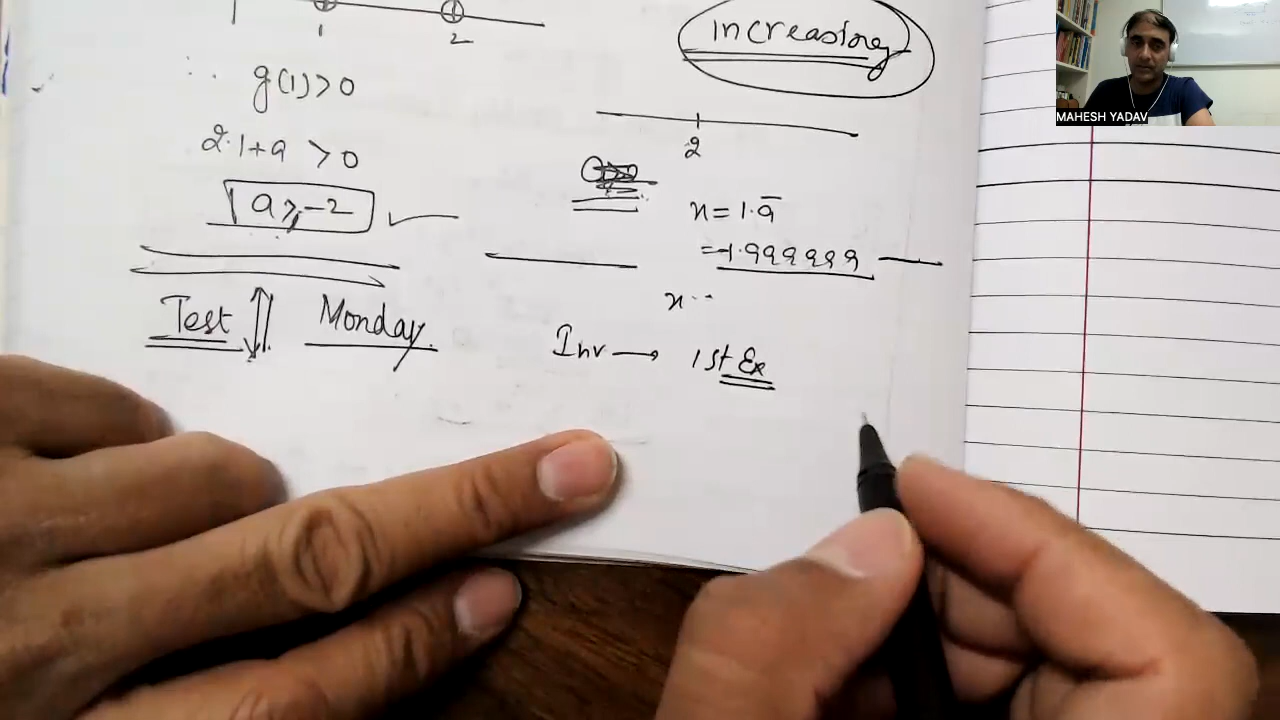 1
2
∴ g(1)>0
2·1+a >0
a≥-2
Test
Monday.
increasing
2
x=1.9̅
=1.999999
x
Inv → 1st Ex
MAHESH YADAV